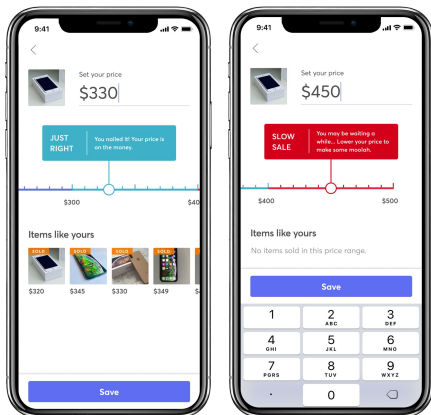 9:41
Set your price
$330
JUST
RIGHT
You nailed it! Your price is
on the money.
$300
$40
Items like yours
SOLD SOLD SOLD SOLD
$320 $345 $330 $349 $
Save
9:41
Set your price
$450
SLOW
SALE
You may be waiting a
while... Lower your price to
make some moolah.
$400
$500
Items like yours
No items sold in this price range.
Save
1 2 3
ABC DEF
4 5 6
GHI JKL MNO
7 8 9
PQRS TUV WXYZ
. 0